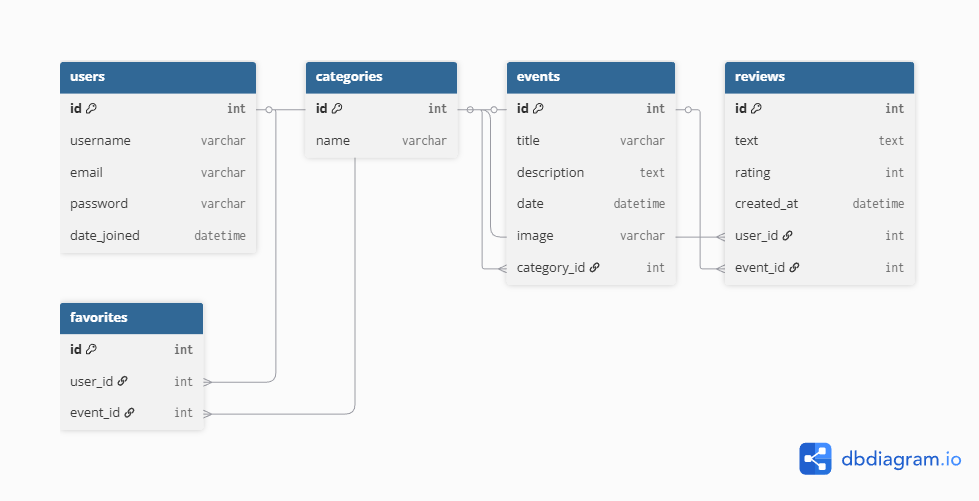 users
id int
username varchar
email varchar
password varchar
date_joined datetime
categories
id int
name varchar
events
id int
title varchar
description text
date datetime
image varchar
category_id int
reviews
id int
text text
rating int
created_at datetime
user_id int
event_id int
favorites
id int
user_id int
event_id int
dbdiagram.io